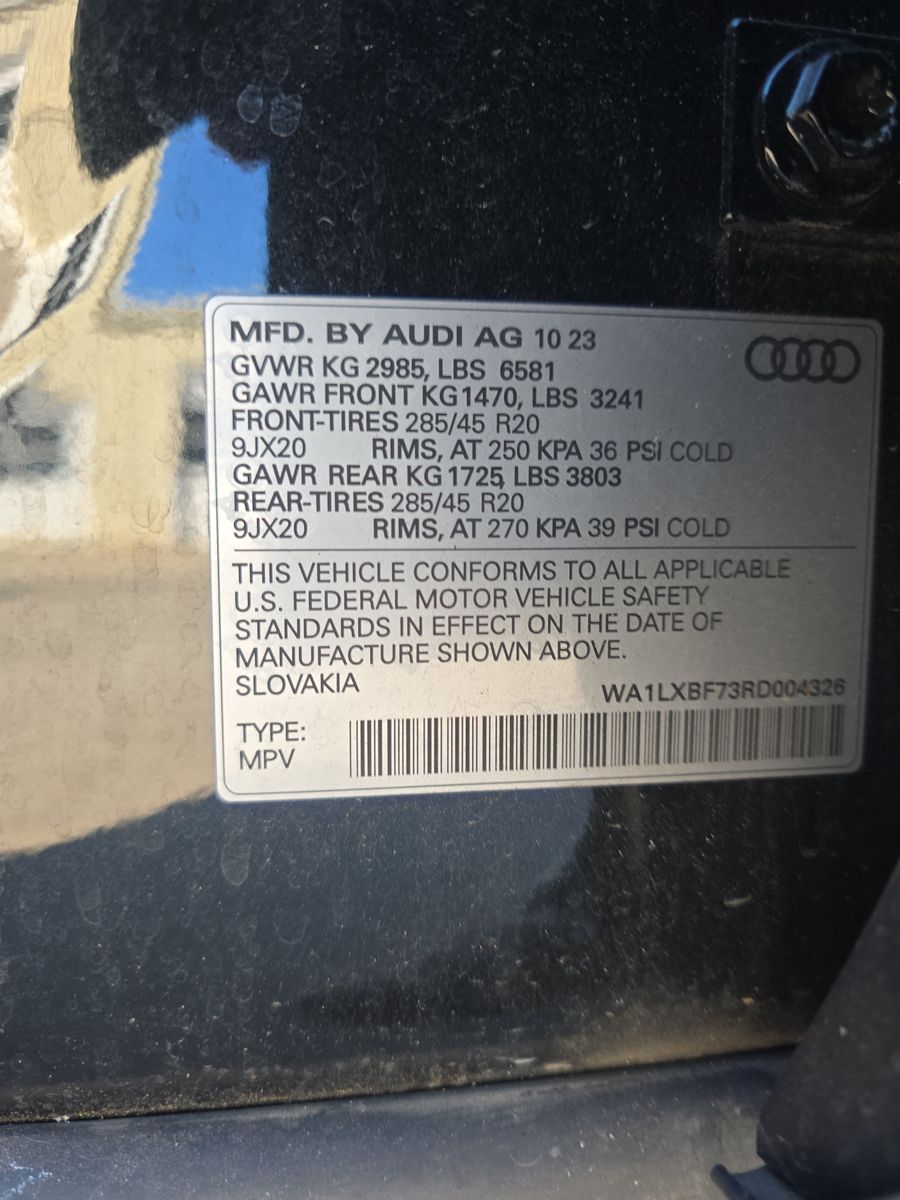 MFD. BY AUDI AG 10 23
GVWR KG 2985, LBS 6581
GAWR FRONT KG1470, LBS 3241
FRONT-TIRES 285/45 R20
9JX20 RIMS, AT 250 KPA 36 PSI COLD
GAWR REAR KG 1725, LBS 3803
REAR-TIRES 285/45 R20
9JX20 RIMS, AT 270 KPA 39 PSI COLD
THIS VEHICLE CONFORMS TO ALL APPLICABLE
U.S. FEDERAL MOTOR VEHICLE SAFETY
STANDARDS IN EFFECT ON THE DATE OF
MANUFACTURE SHOWN ABOVE.
SLOVAKIA WA1LXBF73RD004326
TYPE:
MPV